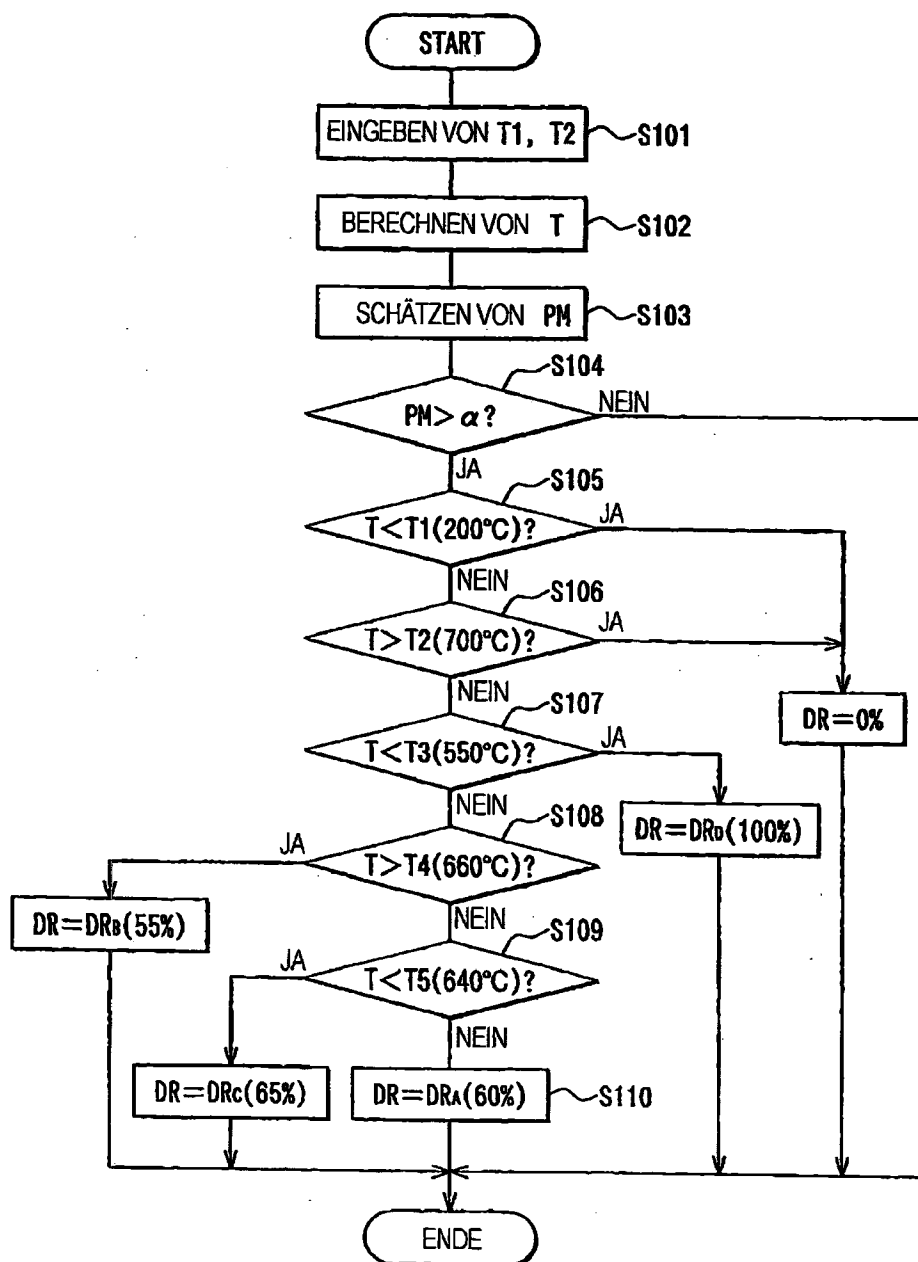 START
EINGEBEN VON T1, T2
S101
BERECHNEN VON T
S102
SCHÄTZEN VON PM
S103
S104
PM>α?
NEIN
JA
S105
T<T1(200°C)?
JA
NEIN
S106
T>T2(700°C)?
JA
NEIN
DR=0%
S107
T<T3(550°C)?
JA
NEIN
DR=DRD(100%)
S108
T>T4(660°C)?
JA
NEIN
DR=DRB(55%)
S109
T<T5(640°C)?
JA
NEIN
DR=DRC(65%)
DR=DRA(60%)
S110
ENDE